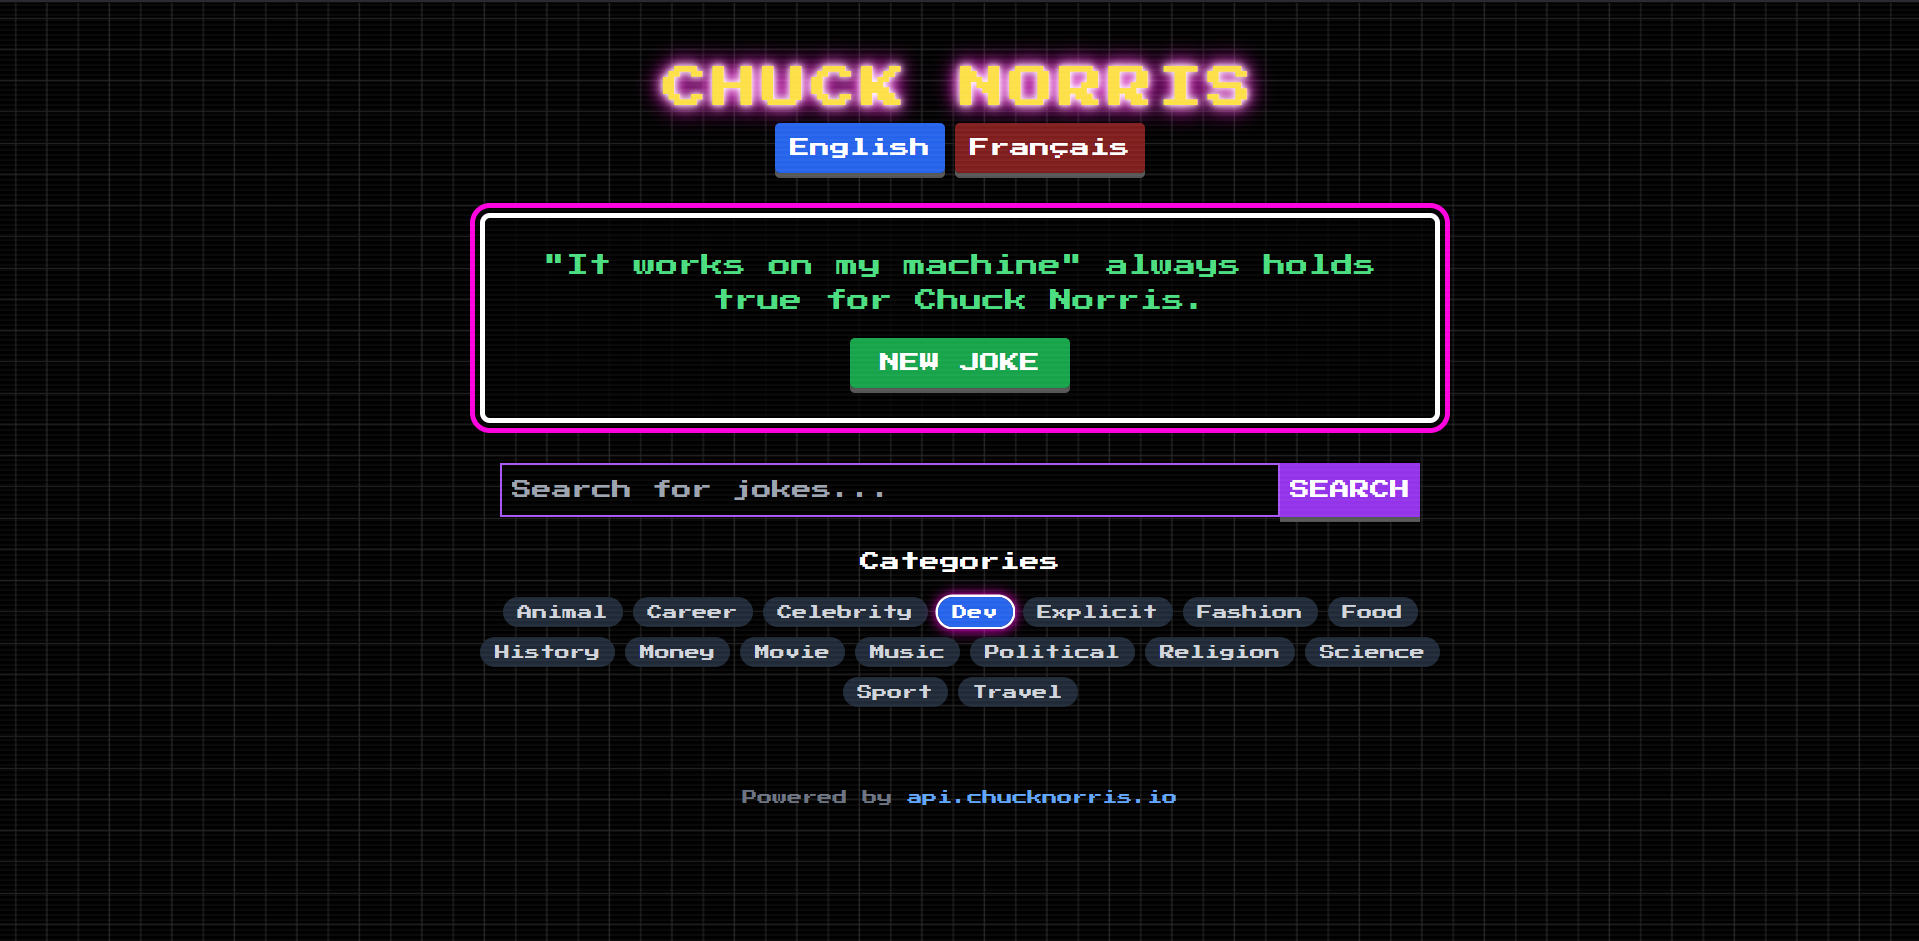 CHUCK NORRIS
English Français
"It works on my machine" always holds
true for Chuck Norris.
NEW JOKE
Search for jokes... SEARCH
Categories
Animal Career Celebrity Dev Explicit Fashion Food
History Money Movie Music Political Religion Science
Sport Travel
Powered by api.chucknorris.io